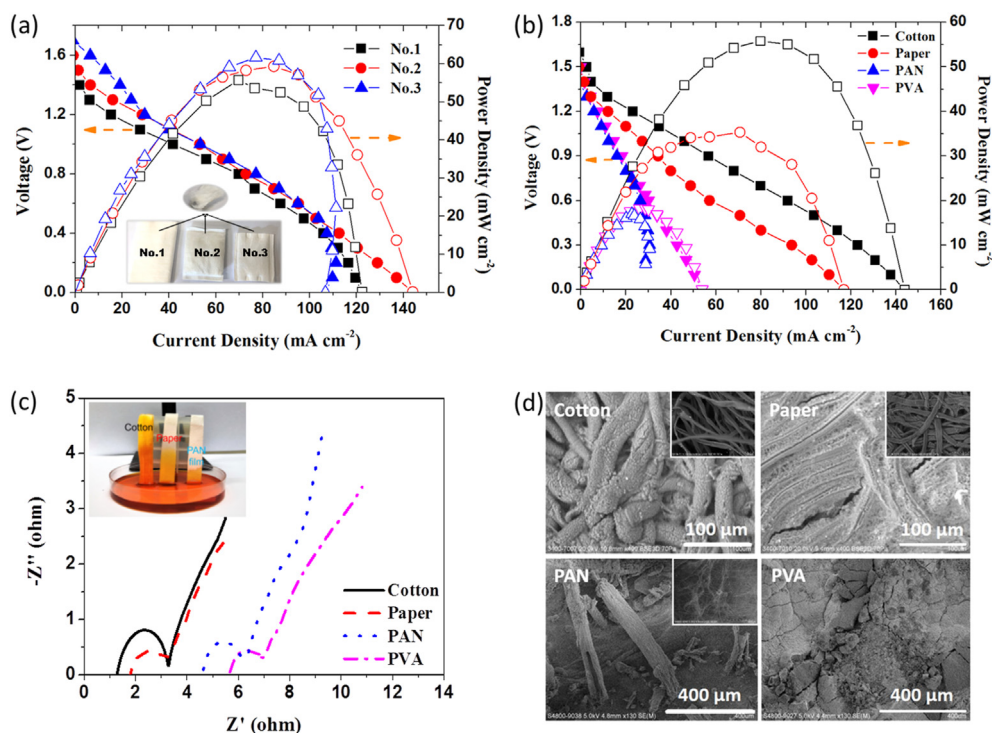 (a)
1.6
1.2
0.8
0.4
0.0
Voltage (V)
No.1
No.2
No.3
No.1
No.2
No.3
70
60
50
40
30
20
10
0
Power Density (mW cm⁻²)
0 20 40 60 80 100 120 140 160
Current Density (mA cm⁻²)
(b)
1.8
1.5
1.2
0.9
0.6
0.3
0.0
Voltage (V)
Cotton
Paper
PAN
PVA
60
50
40
30
20
10
0
Power Density (mW cm⁻²)
0 20 40 60 80 100 120 140 160
Current Density (mA cm⁻²)
(c)
5
4
3
2
1
0
-Z'' (ohm)
Cotton
Paper
PAN
film
Cotton
Paper
PAN
PVA
0 2 4 6 8 10 12 14
Z' (ohm)
(d)
Cotton
100 μm
Paper
100 μm
PAN
400 μm
PVA
400 μm